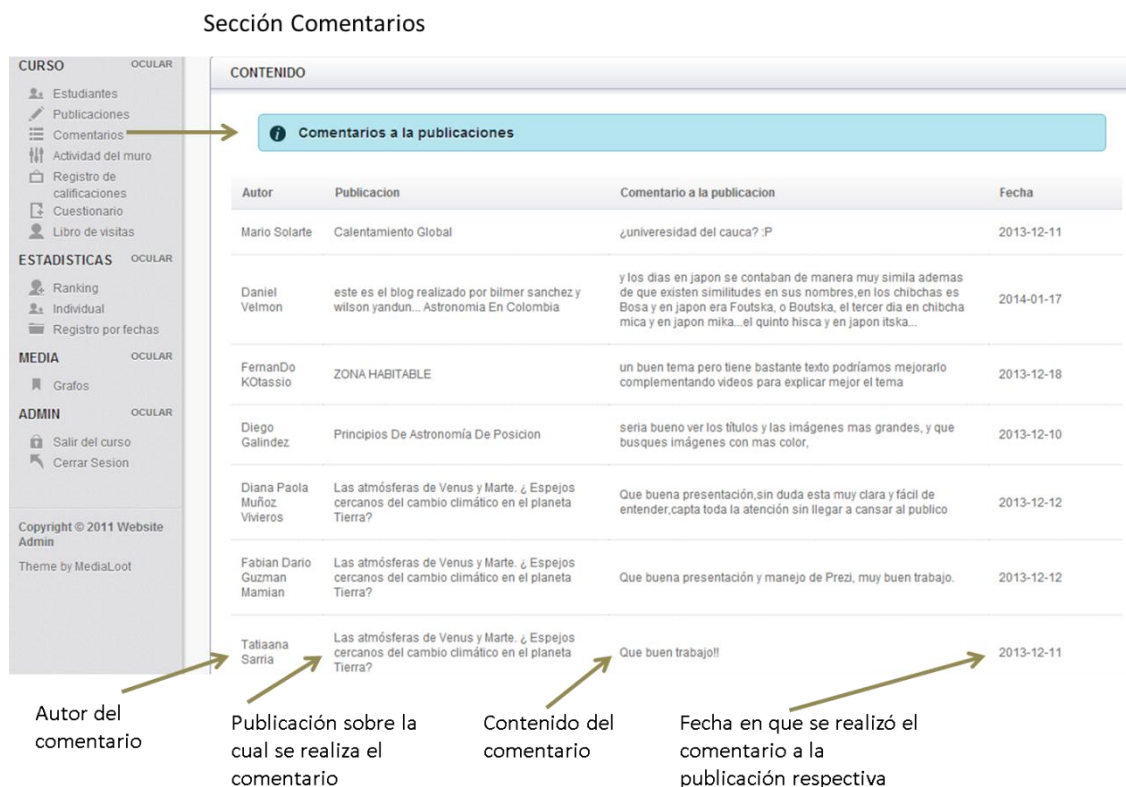 Sección Comentarios
CURSO OCULAR
Estudiantes
Publicaciones
Comentarios
Actividad del muro
Registro de
calificaciones
Cuestionario
Libro de visitas
ESTADISTICAS OCULAR
Ranking
Individual
Registro por fechas
MEDIA OCULAR
Grafos
ADMIN OCULAR
Salir del curso
Cerrar Sesion
Copyright © 2011 Website
Admin
Theme by MediaLoot
CONTENIDO
Comentarios a la publicaciones
Autor Publicacion Comentario a la publicacion Fecha
Mario Solarte Calentamiento Global ¿univeresidad del cauca? :P 2013-12-11
Daniel
Velmon
este es el blog realizado por bilmer sanchez y
wilson yandun... Astronomia En Colombia
y los dias en japon se contaban de manera muy simila ademas
de que existen similitudes en sus nombres,en los chibchas es
Bosa y en japon era Foutska, o Boutska, el tercer dia en chibcha
mica y en japon mika...el quinto hisca y en japon itska...
2014-01-17
FernanDo
KOtassio
ZONA HABITABLE
un buen tema pero tiene bastante texto podríamos mejorarlo
complementando videos para explicar mejor el tema
2013-12-18
Diego
Galindez
Principios De Astronomía De Posicion
seria bueno ver los títulos y las imágenes mas grandes, y que
busques imágenes con mas color,
2013-12-10
Diana Paola
Muñoz
Vivieros
Las atmósferas de Venus y Marte. ¿ Espejos
cercanos del cambio climático en el planeta
Tierra?
Que buena presentación,sin duda esta muy clara y fácil de
entender,capta toda la atención sin llegar a cansar al publico
2013-12-12
Fabian Dario
Guzman
Mamian
Las atmósferas de Venus y Marte. ¿ Espejos
cercanos del cambio climático en el planeta
Tierra?
Que buena presentación y manejo de Prezi, muy buen trabajo.
2013-12-12
Tatiaana
Sarria
Las atmósferas de Venus y Marte. ¿ Espejos
cercanos del cambio climático en el planeta
Tierra?
Que buen trabajo!!
2013-12-11
Autor del
comentario
Publicación sobre la
cual se realiza el
comentario
Contenido del
comentario
Fecha en que se realizó el
comentario a la
publicación respectiva